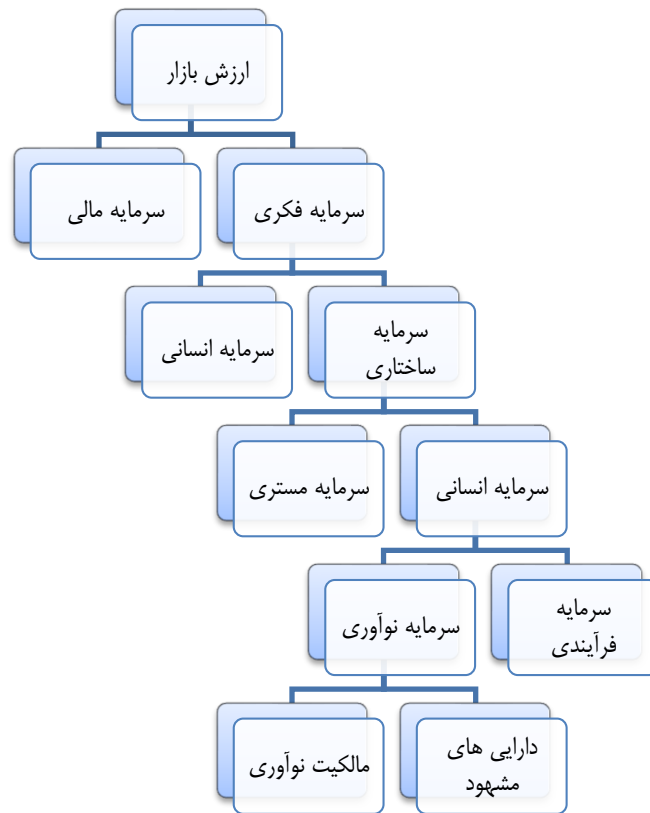 ارزش بازار
سرمایه فکری
سرمایه مالی
سرمایه
ساختاری
سرمایه انسانی
سرمایه انسانی
سرمایه مستری
سرمایه
فرآیندی
سرمایه نوآوری
دارایی های
مشهود
مالکیت نوآوری